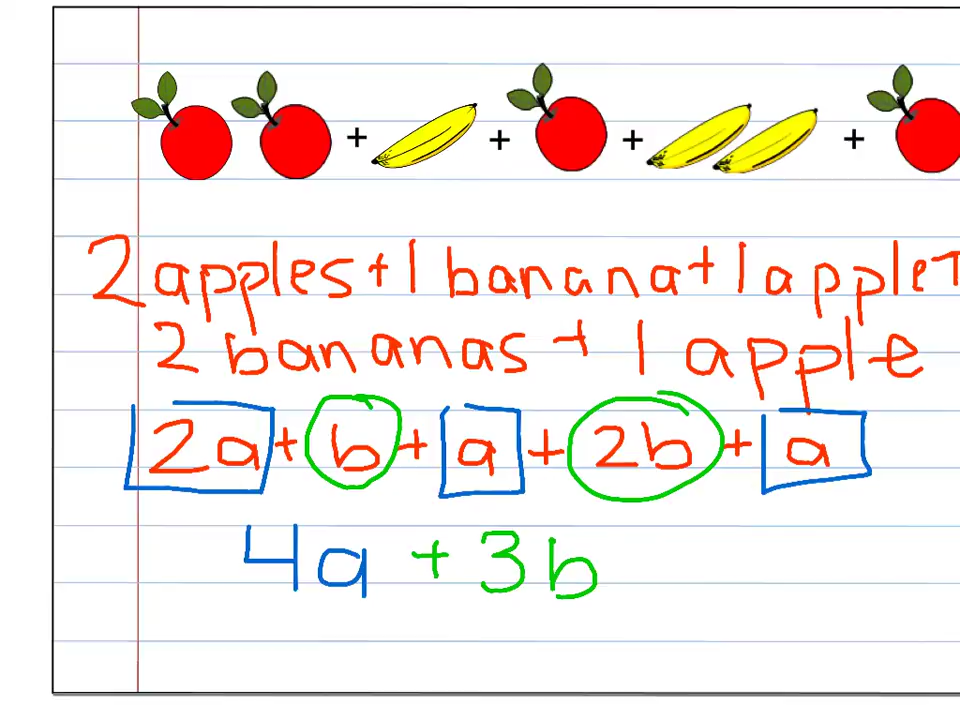 + + + +
2 apples + 1 banana + 1 apple +
2 bananas + 1 apple
2a + b + a + 2b + a
4a + 3b